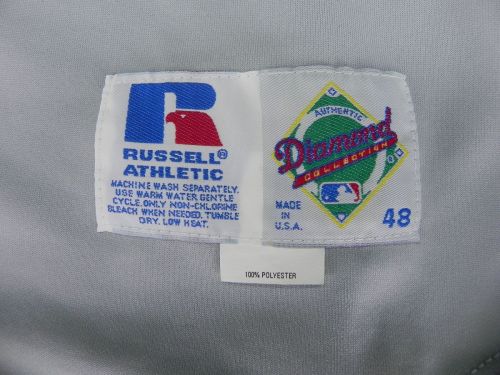 R
RUSSELL®
ATHLETIC
MACHINE WASH SEPARATELY.
USE WARM WATER GENTLE
CYCLE. ONLY NON-CHLORINE
BLEACH WHEN NEEDED. TUMBLE
DRY. LOW HEAT.
AUTHENTIC
Diamond
COLLECTION
MADE
IN
U.S.A.
48
100% POLYESTER